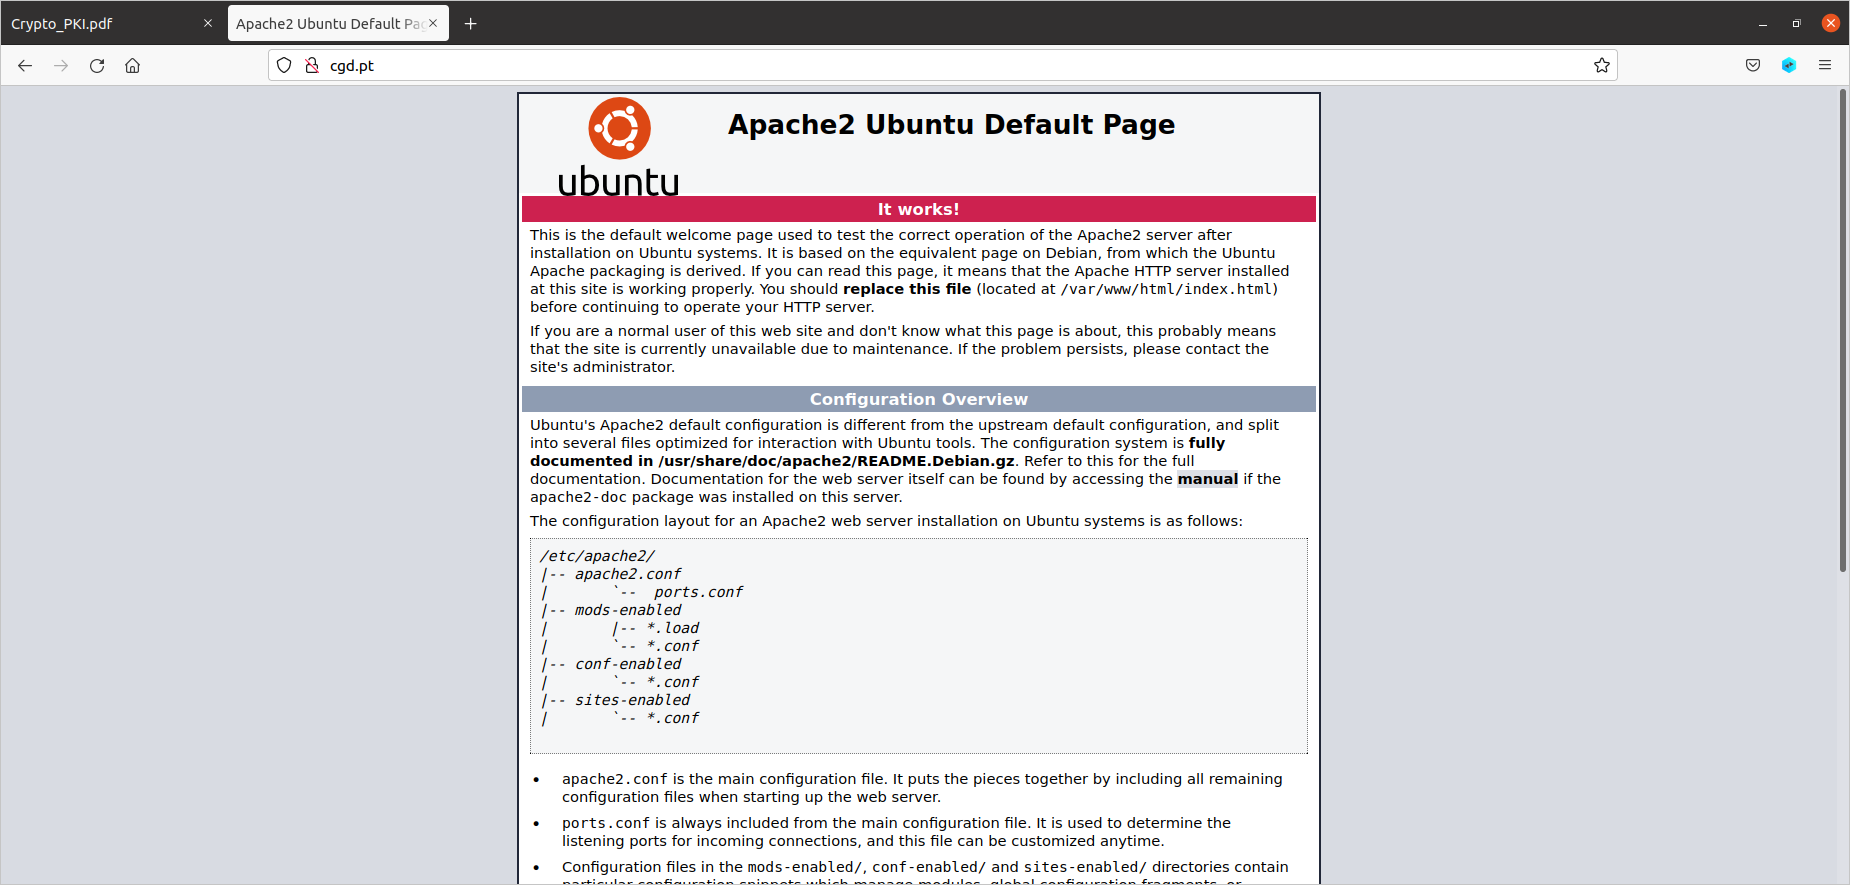 Crypto_PKI.pdf
Apache2 Ubuntu Default Pag
cgd.pt
ubuntu
Apache2 Ubuntu Default Page
It works!
This is the default welcome page used to test the correct operation of the Apache2 server after
installation on Ubuntu systems. It is based on the equivalent page on Debian, from which the Ubuntu
Apache packaging is derived. If you can read this page, it means that the Apache HTTP server installed
at this site is working properly. You should replace this file (located at /var/www/html/index.html)
before continuing to operate your HTTP server.
If you are a normal user of this web site and don't know what this page is about, this probably means
that the site is currently unavailable due to maintenance. If the problem persists, please contact the
site's administrator.
Configuration Overview
Ubuntu's Apache2 default configuration is different from the upstream default configuration, and split
into several files optimized for interaction with Ubuntu tools. The configuration system is fully
documented in /usr/share/doc/apache2/README.Debian.gz. Refer to this for the full
documentation. Documentation for the web server itself can be found by accessing the manual if the
apache2-doc package was installed on this server.
The configuration layout for an Apache2 web server installation on Ubuntu systems is as follows:
/etc/apache2/
|-- apache2.conf
|       `--  ports.conf
|-- mods-enabled
|       |-- *.load
|       `-- *.conf
|-- conf-enabled
|       `-- *.conf
|-- sites-enabled
|       `-- *.conf
• apache2.conf is the main configuration file. It puts the pieces together by including all remaining
configuration files when starting up the web server.
• ports.conf is always included from the main configuration file. It is used to determine the
listening ports for incoming connections, and this file can be customized anytime.
• Configuration files in the mods-enabled/, conf-enabled/ and sites-enabled/ directories contain
particular configuration snippets which manage modules, global configuration fragments, or